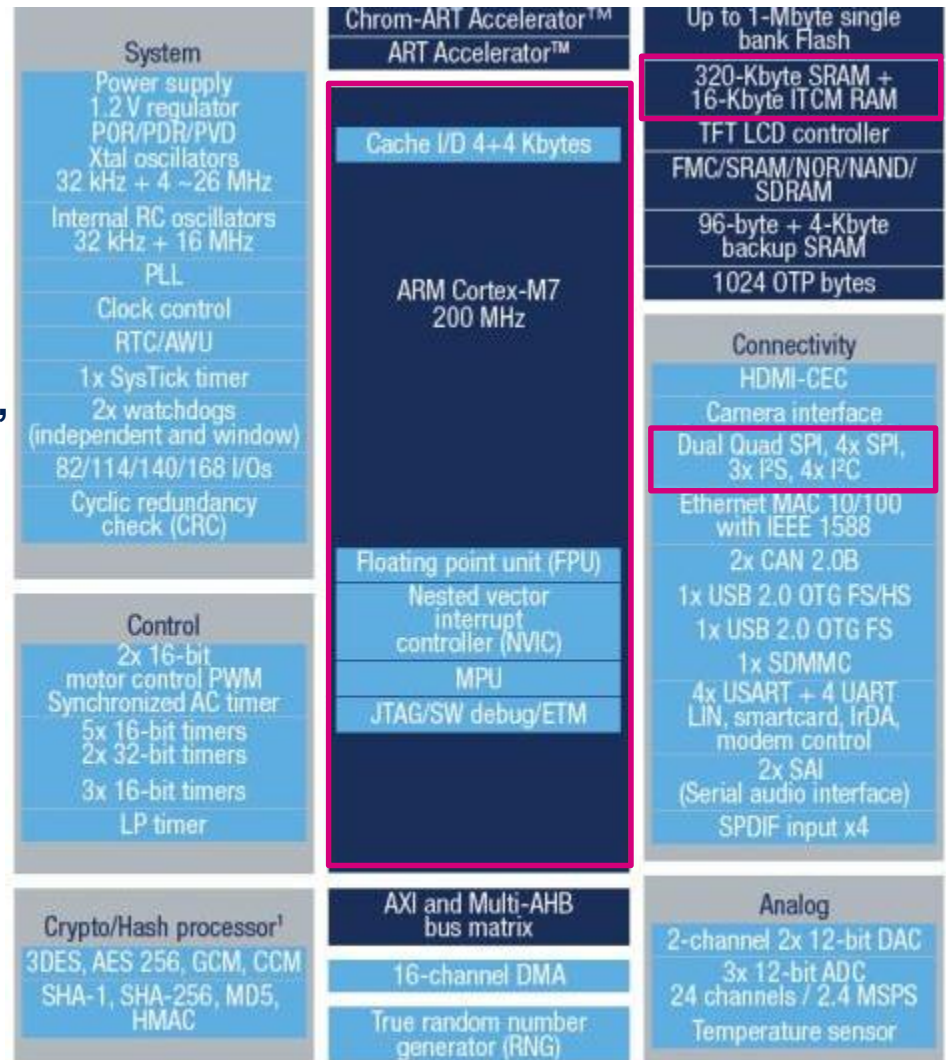 System
Power supply
1.2 V regulator
POR/PDR/PVD
Xtal oscillators
32 kHz + 4 ~26 MHz
Internal RC oscillators
32 kHz + 16 MHz
PLL
Clock control
RTC/AWU
1x SysTick timer
2x watchdogs
(independent and window)
82/114/140/168 I/Os
Cyclic redundancy
check (CRC)
Control
2x 16-bit
motor control PWM
Synchronized AC timer
5x 16-bit timers
2x 32-bit timers
3x 16-bit timers
LP timer
Crypto/Hash processor¹
3DES, AES 256, GCM, CCM
SHA-1, SHA-256, MD5,
HMAC
Chrom-ART Accelerator™
ART Accelerator™
Cache I/D 4+4 Kbytes
ARM Cortex-M7
200 MHz
Floating point unit (FPU)
Nested vector
interrupt
controller (NVIC)
MPU
JTAG/SW debug/ETM
AXI and Multi-AHB
bus matrix
16-channel DMA
True random number
generator (RNG)
Up to 1-Mbyte single
bank Flash
320-Kbyte SRAM +
16-Kbyte ITCM RAM
TFT LCD controller
FMC/SRAM/NOR/NAND/
SDRAM
96-byte + 4-Kbyte
backup SRAM
1024 OTP bytes
Connectivity
HDMI-CEC
Camera interface
Dual Quad SPI, 4x SPI,
3x I²S, 4x I²C
Ethernet MAC 10/100
with IEEE 1588
2x CAN 2.0B
1x USB 2.0 OTG FS/HS
1x USB 2.0 OTG FS
1x SDMMC
4x USART + 4 UART
LIN, smartcard, IrDA,
modem control
2x SAI
(Serial audio interface)
SPDIF input x4
Analog
2-channel 2x 12-bit DAC
3x 12-bit ADC
24 channels / 2.4 MSPS
Temperature sensor